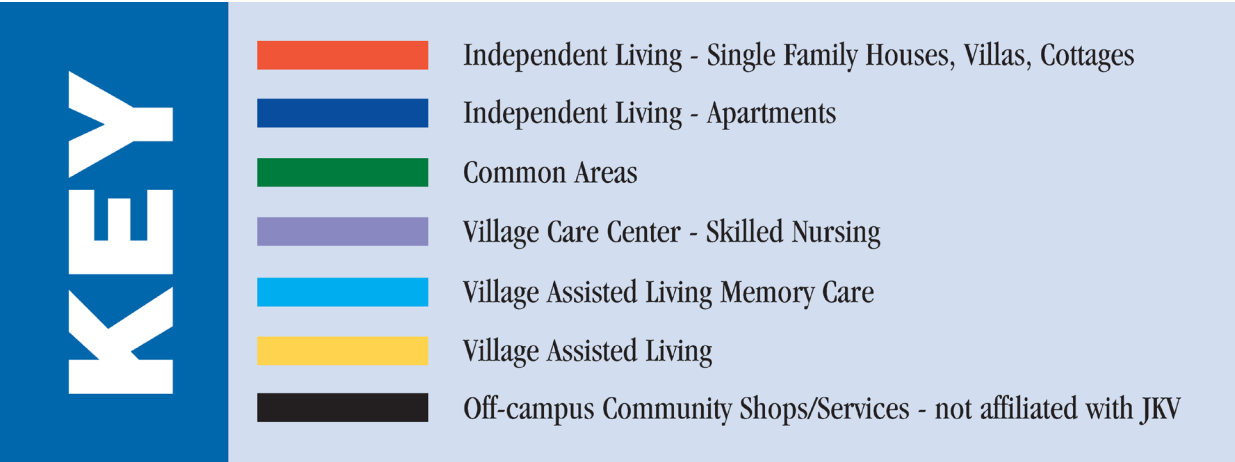 KEY
Independent Living - Single Family Houses, Villas, Cottages
Independent Living - Apartments
Common Areas
Village Care Center - Skilled Nursing
Village Assisted Living Memory Care
Village Assisted Living
Off-campus Community Shops/Services - not affiliated with JKV